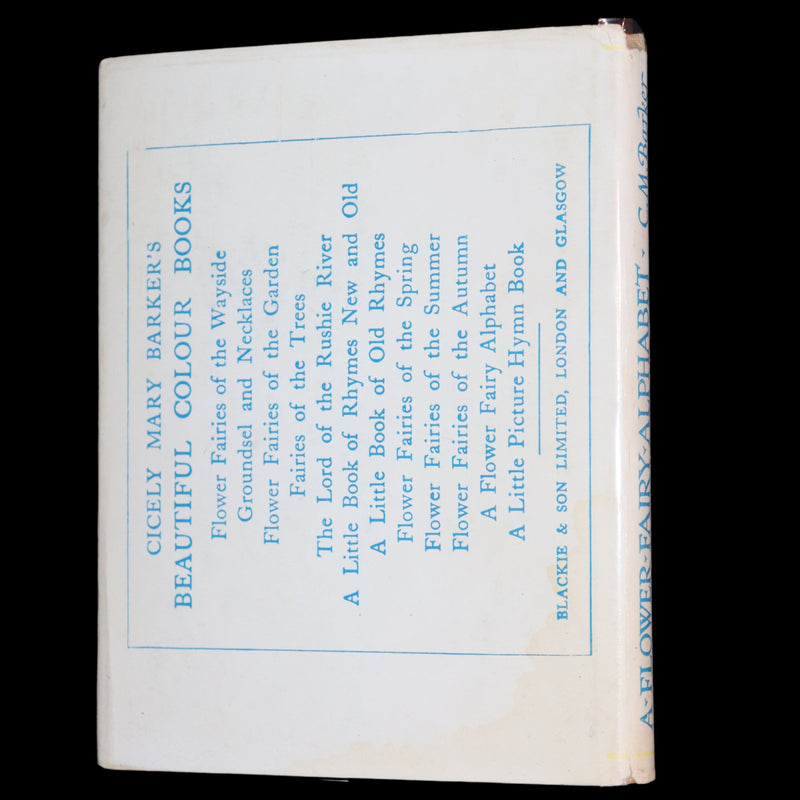 CICELY MARY BARKER'S
BEAUTIFUL COLOUR BOOKS
Flower Fairies of the Wayside
Groundsel and Necklaces
Flower Fairies of the Garden
Fairies of the Trees
The Lord of the Rushie River
A Little Book of Rhymes New and Old
A Little Book of Old Rhymes
Flower Fairies of the Spring
Flower Fairies of the Summer
Flower Fairies of the Autumn
A Flower Fairy Alphabet
A Little Picture Hymn Book
BLACKIE & SON LIMITED, LONDON AND GLASGOW
A-FLOWER-FAIRY-ALPHABET - C.M Barker